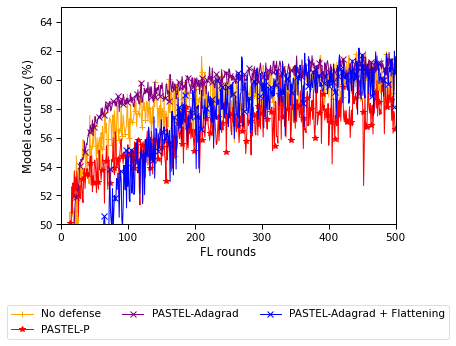 64
62
60
58
56
54
52
50
Model accuracy (%)
0 100 200 300 400 500
FL rounds
No defense PASTEL-Adagrad PASTEL-Adagrad + Flattening
PASTEL-P